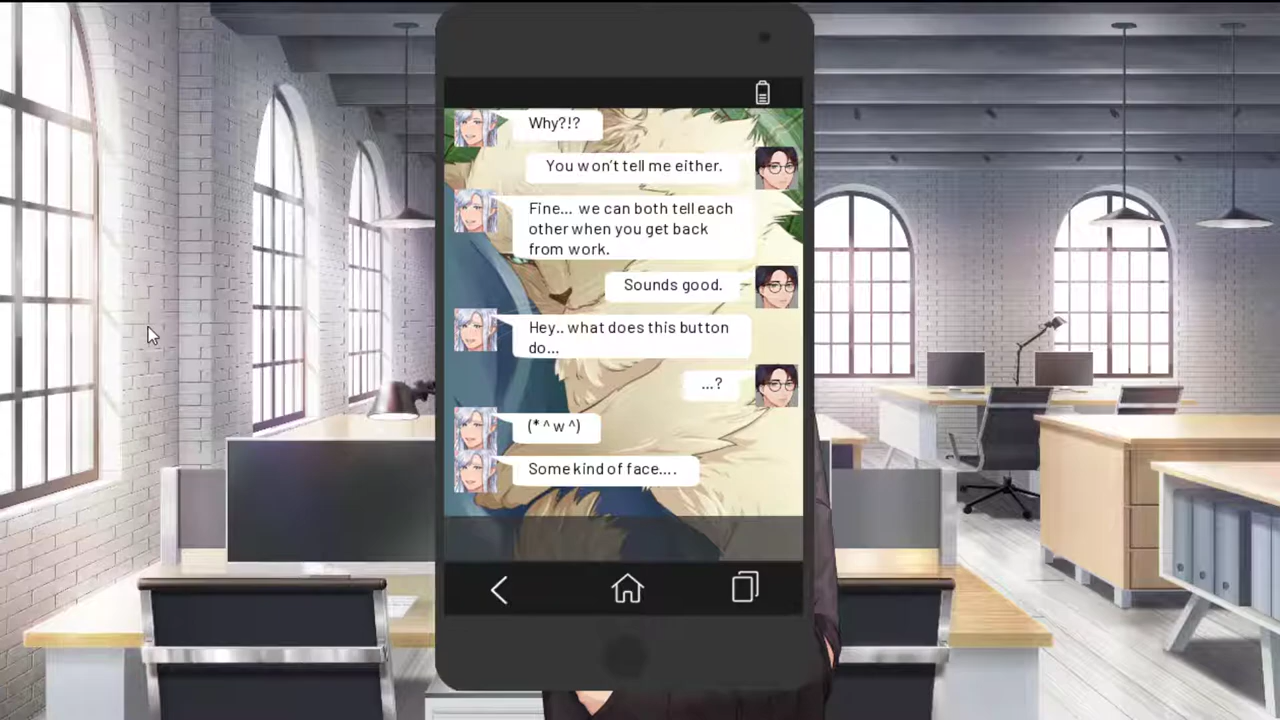 Why?!?
You won't tell me either.
Fine... we can both tell each
other when you get back
from work.
Sounds good.
Hey.. what does this button
do...
...?
(*^w^)
Some kind of face....